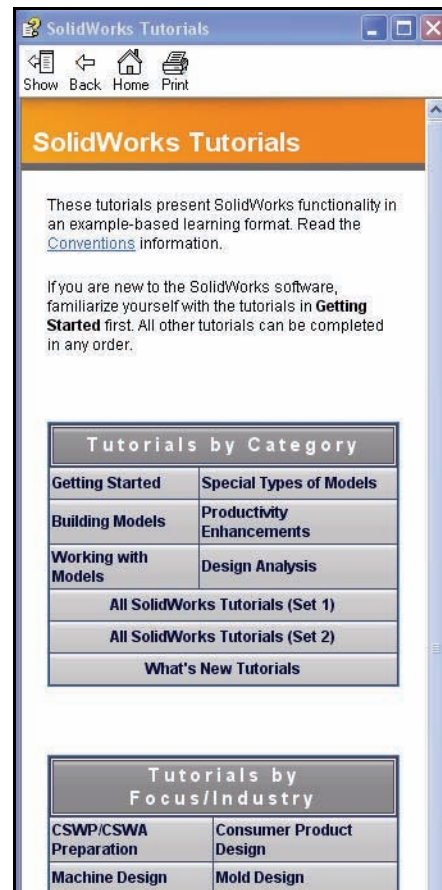 SolidWorks Tutorials
Show Back Home Print
SolidWorks Tutorials
These tutorials present SolidWorks functionality in
an example-based learning format. Read the
Conventions information.
If you are new to the SolidWorks software,
familiarize yourself with the tutorials in Getting
Started first. All other tutorials can be completed
in any order.
Tutorials by Category
Getting Started
Special Types of Models
Building Models
Productivity
Enhancements
Working with
Models
Design Analysis
All SolidWorks Tutorials (Set 1)
All SolidWorks Tutorials (Set 2)
What's New Tutorials
Tutorials by
Focus/Industry
CSWP/CSWA
Preparation
Consumer Product
Design
Machine Design
Mold Design